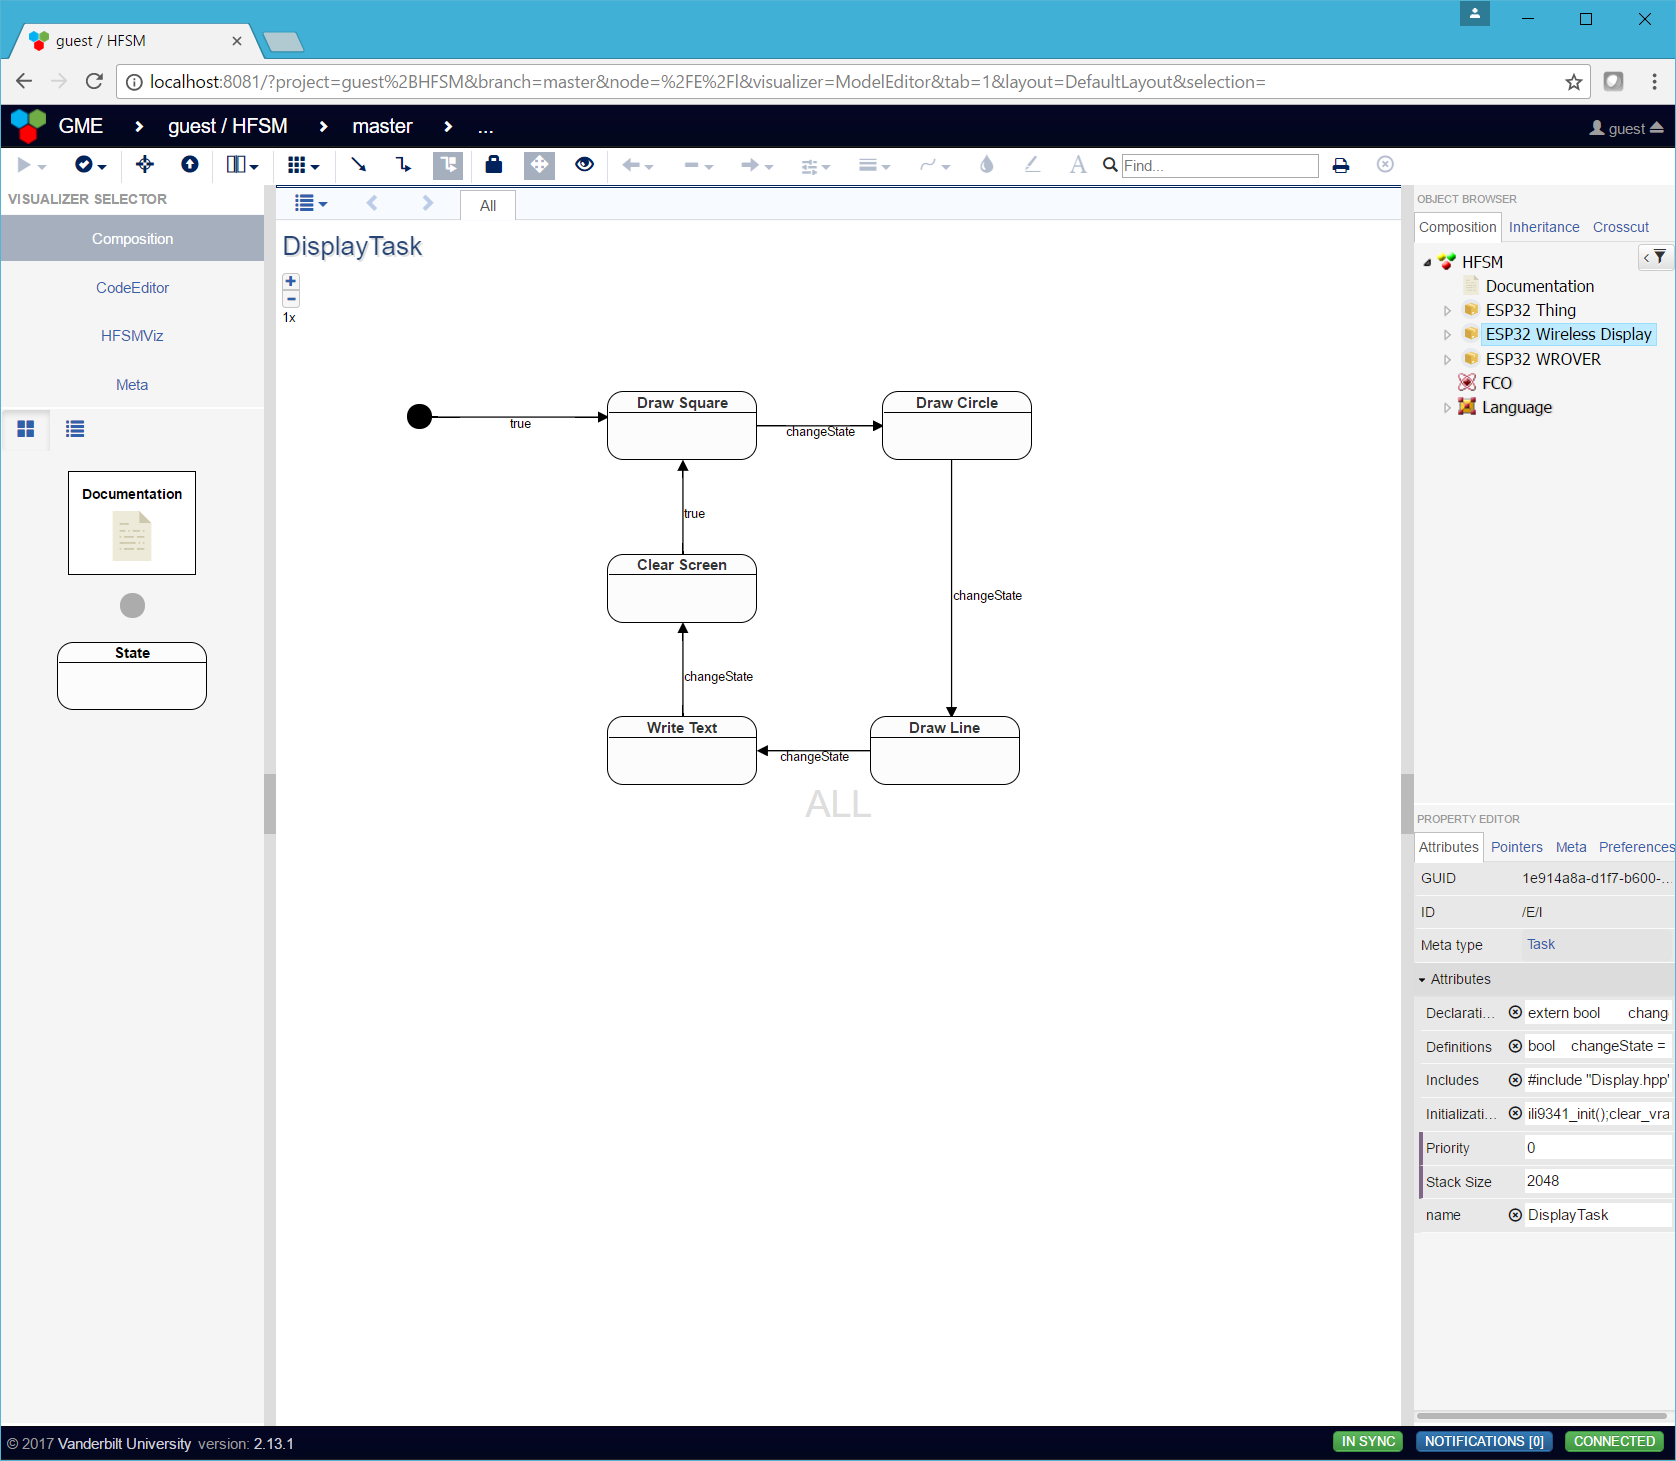 guest / HFSM
localhost:8081/?project=guest%2BHFSM&branch=master&node=%2FE%2Fl&visualizer=ModelEditor&tab=1&layout=DefaultLayout&selection=
GME
guest / HFSM
master
...
guest
Find...
VISUALIZER SELECTOR
Composition
CodeEditor
HFSMViz
Meta
Documentation
State
All
DisplayTask
1x
Draw Square
Draw Circle
true
changeState
true
Clear Screen
changeState
changeState
Write Text
Draw Line
changeState
ALL
OBJECT BROWSER
Composition Inheritance Crosscut
HFSM
Documentation
ESP32 Thing
ESP32 Wireless Display
ESP32 WROVER
FCO
Language
PROPERTY EDITOR
Attributes Pointers Meta Preferences
GUID 1e914a8a-d1f7-b600-...
ID /E/l
Meta type Task
Attributes
Declarati... extern bool chang
Definitions bool changeState =
Includes #include "Display.hpp"
Initializati... ili9341_init();clear_vra
Priority 0
Stack Size 2048
name DisplayTask
© 2017 Vanderbilt University version: 2.13.1
IN SYNC NOTIFICATIONS [0] CONNECTED